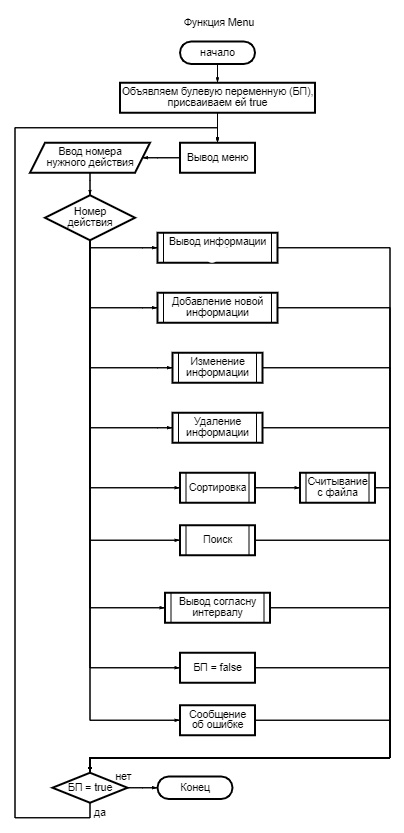 Функция Menu
начало
Объявляем булевую переменную (БП),
присваиваем ей true
Ввод номера
нужного действия
Вывод меню
Номер
действия
Вывод информации
Добавление новой
информации
Изменение
информации
Удаление
информации
Сортировка
Считывание
с файла
Поиск
Вывод согласну
интервалу
БП = false
Сообщение
об ошибке
БП = true
нет
Конец
да